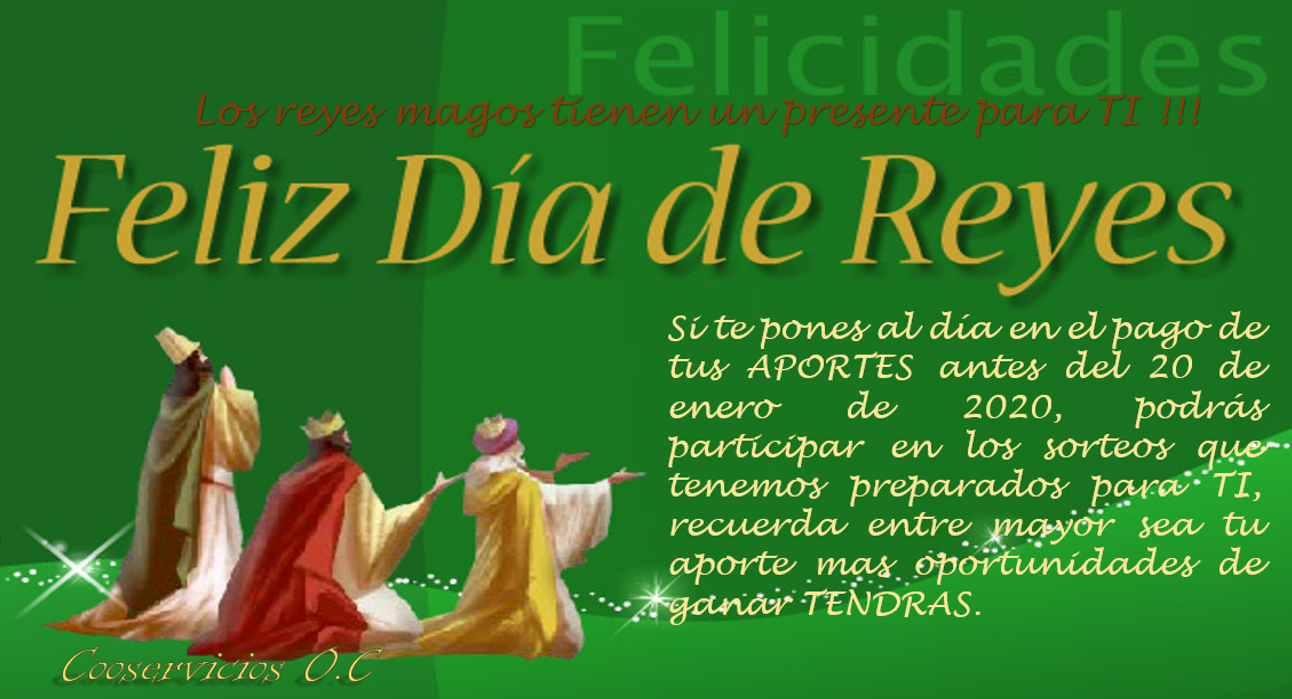 Felicidades
Los reyes magos tienen un presente para TI !!!
Feliz Día de Reyes
Si te pones al día en el pago de
tus APORTES antes del 20 de
enero de 2020, podrás
participar en los sorteos que
tenemos preparados para TI,
recuerda entre mayor sea tu
aporte mas oportunidades de
ganar TENDRAS.
Cooservicios O.C